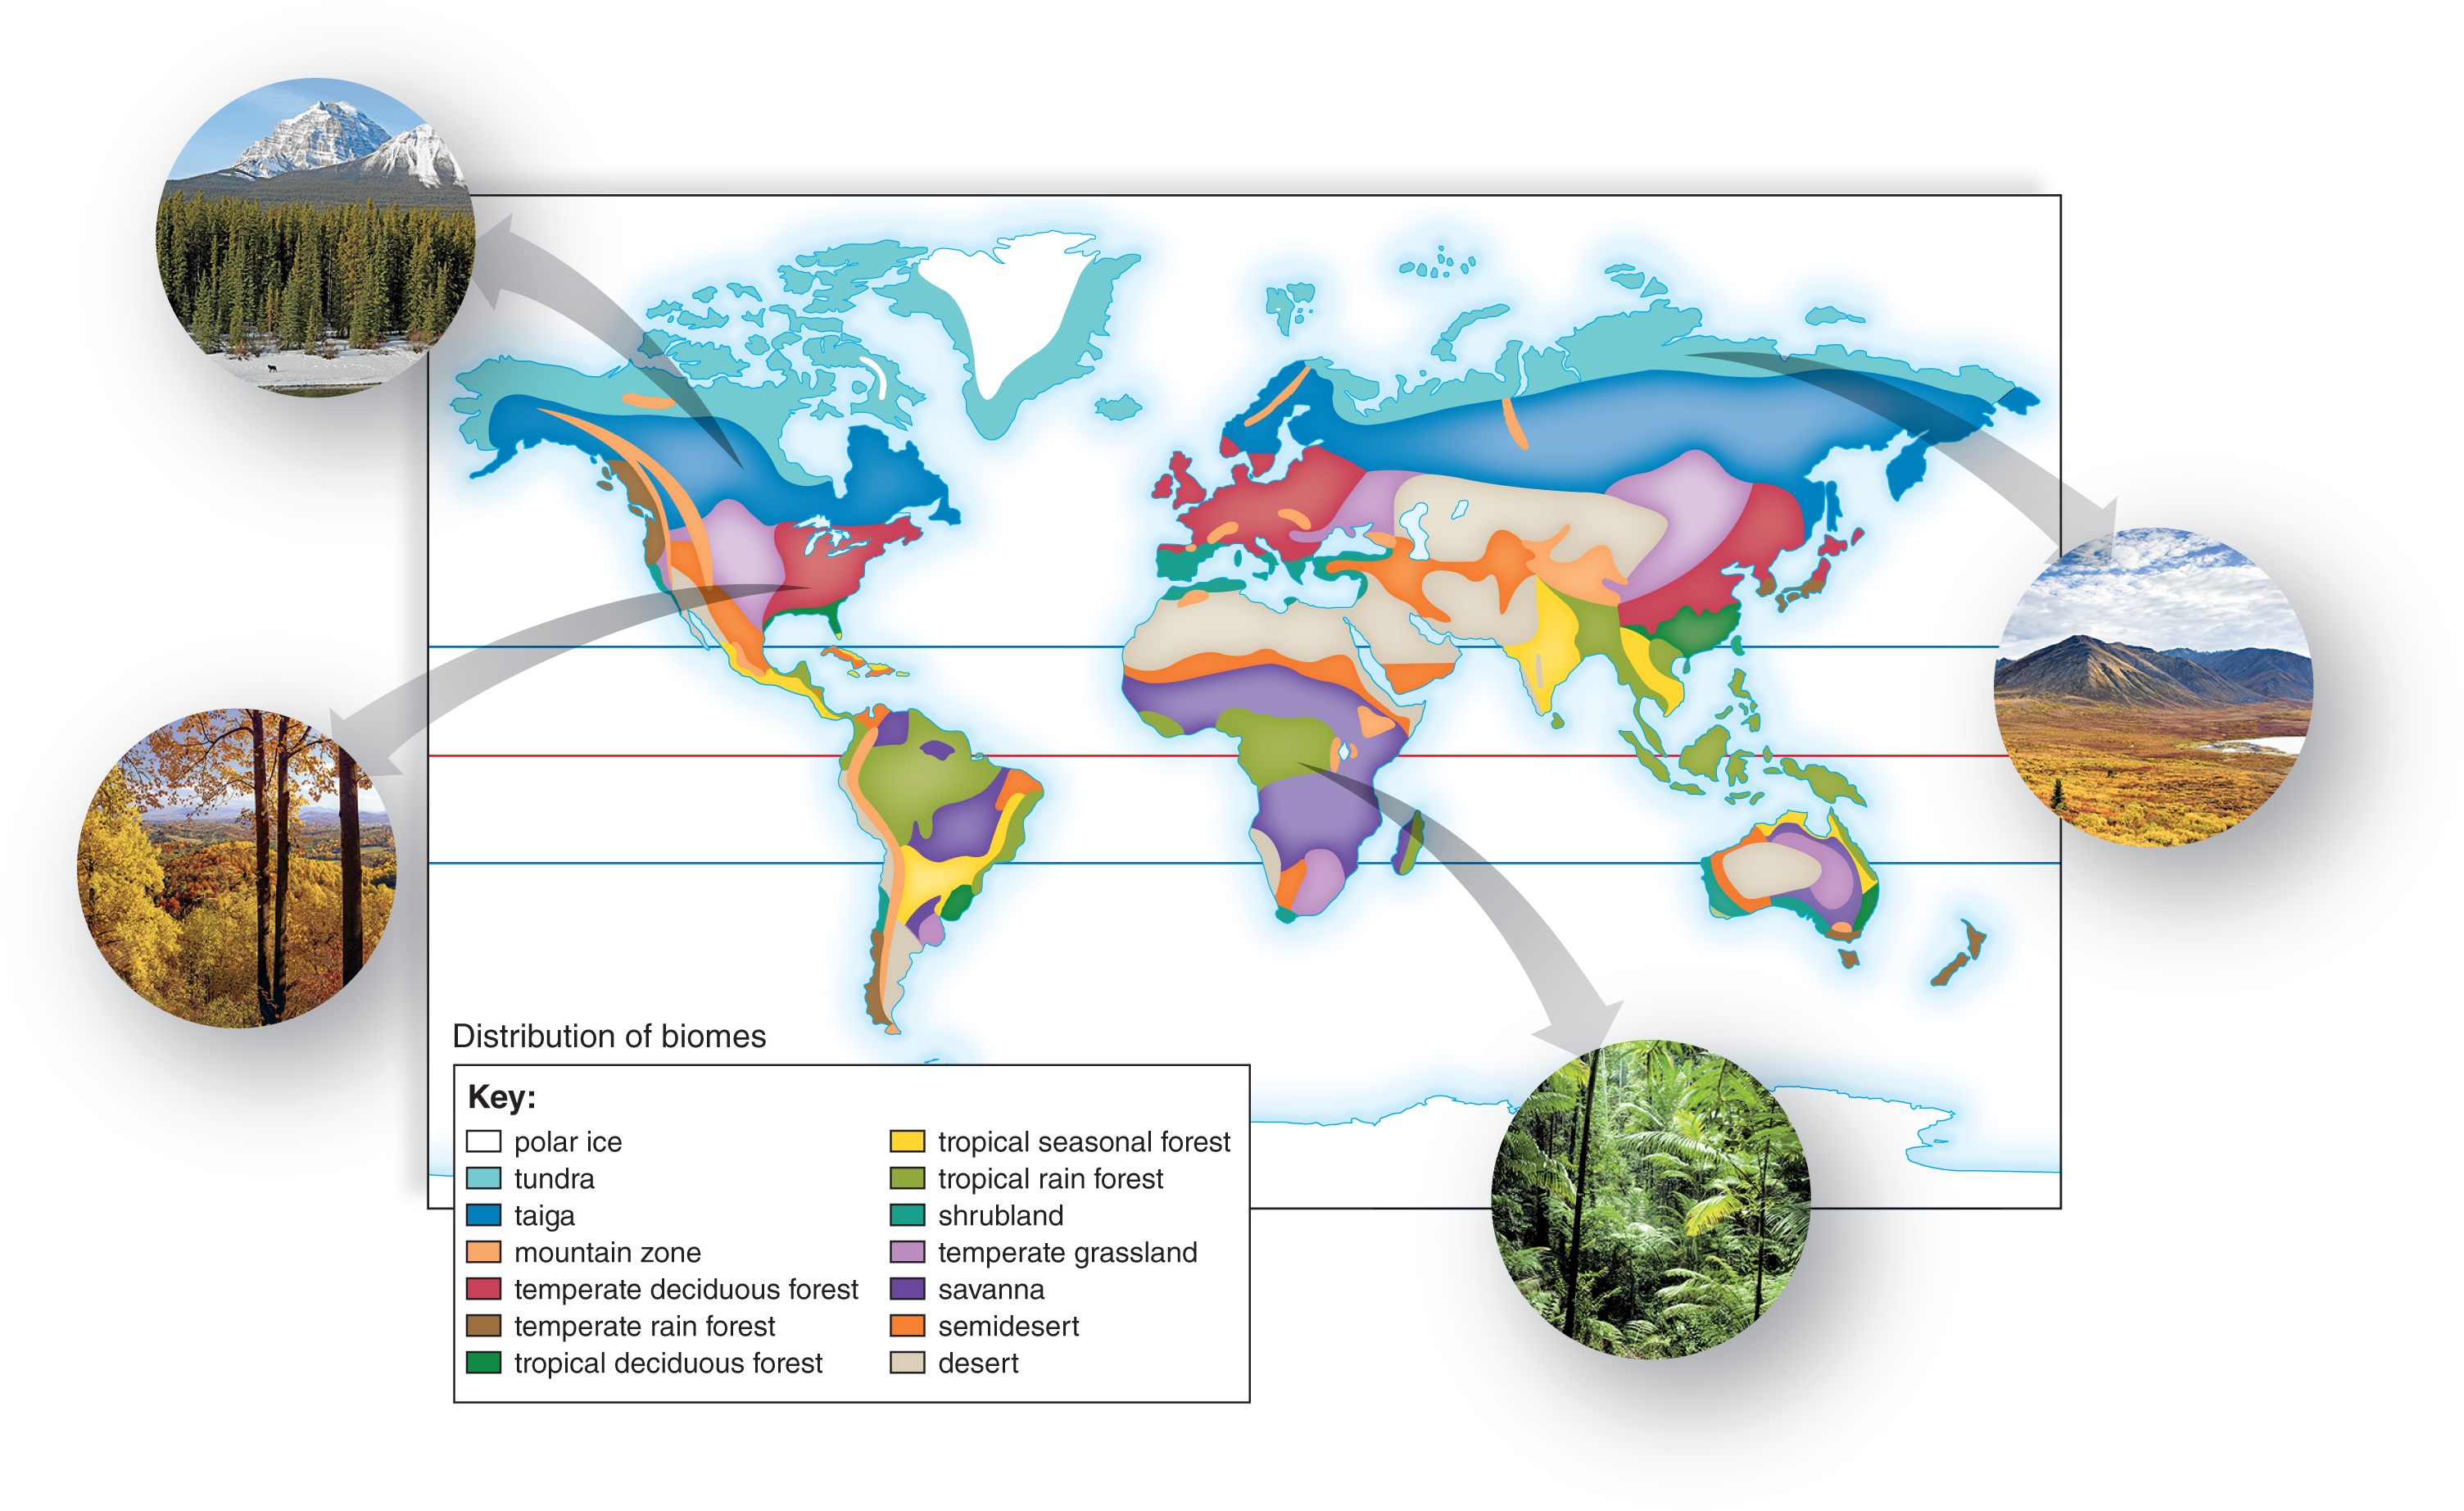 Distribution of biomes
Key:
polar ice
tundra
taiga
mountain zone
temperate deciduous forest
temperate rain forest
tropical deciduous forest
tropical seasonal forest
tropical rain forest
shrubland
temperate grassland
savanna
semidesert
desert